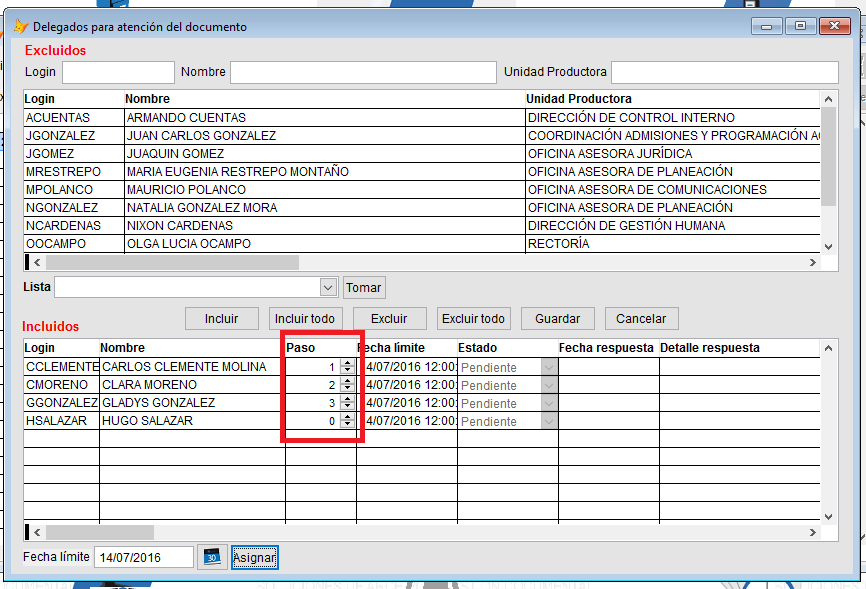 Delegados para atención del documento
Excluidos
Login Nombre Unidad Productora
Login Nombre Unidad Productora
ACUENTAS ARMANDO CUENTAS DIRECCIÓN DE CONTROL INTERNO
JGONZALEZ JUAN CARLOS GONZALEZ COORDINACIÓN ADMISIONES Y PROGRAMACIÓN
JGOMEZ JUAQUIN GOMEZ OFICINA ASESORA JURÍDICA
MRESTREPO MARIA EUGENIA RESTREPO MONTAÑO OFICINA ASESORA DE PLANEACIÓN
MPOLANCO MAURICIO POLANCO OFICINA ASESORA DE COMUNICACIONES
NGONZALEZ NATALIA GONZALEZ MORA OFICINA ASESORA DE PLANEACIÓN
NCARDENAS NIXON CARDENAS DIRECCIÓN DE GESTIÓN HUMANA
OOCAMPO OLGA LUCIA OCAMPO RECTORÍA
Lista Tomar
Incluir Incluir todo Excluir Excluir todo Guardar Cancelar
Incluidos
Login Nombre Paso Fecha límite Estado Fecha respuesta Detalle respuesta
CCLEMENTE CARLOS CLEMENTE MOLINA 1 4/07/2016 12:00: Pendiente
CMORENO CLARA MORENO 2 4/07/2016 12:00: Pendiente
GGONZALEZ GLADYS GONZALEZ 3 4/07/2016 12:00: Pendiente
HSALAZAR HUGO SALAZAR 0 4/07/2016 12:00: Pendiente
Fecha límite 14/07/2016 30 Asignar